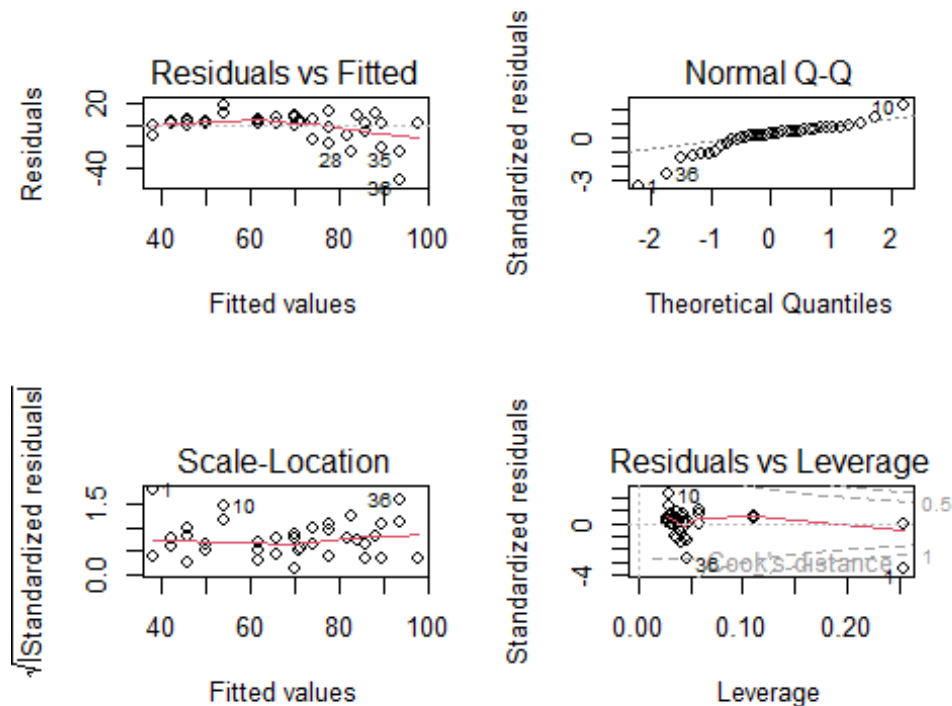 Residuals vs Fitted
Residuals
20
-40
28
35
36
40
60
80
100
Fitted values
Normal Q-Q
Standardized residuals
0
-3
10
36
1
-2
-1
0
1
2
Theoretical Quantiles
Scale-Location
√|Standardized residuals|
1.5
0.0
1
10
36
40
60
80
100
Fitted values
Residuals vs Leverage
Standardized residuals
0
-4
10
36
1
Cook's distance
0.5
1
0.00
0.10
0.20
Leverage